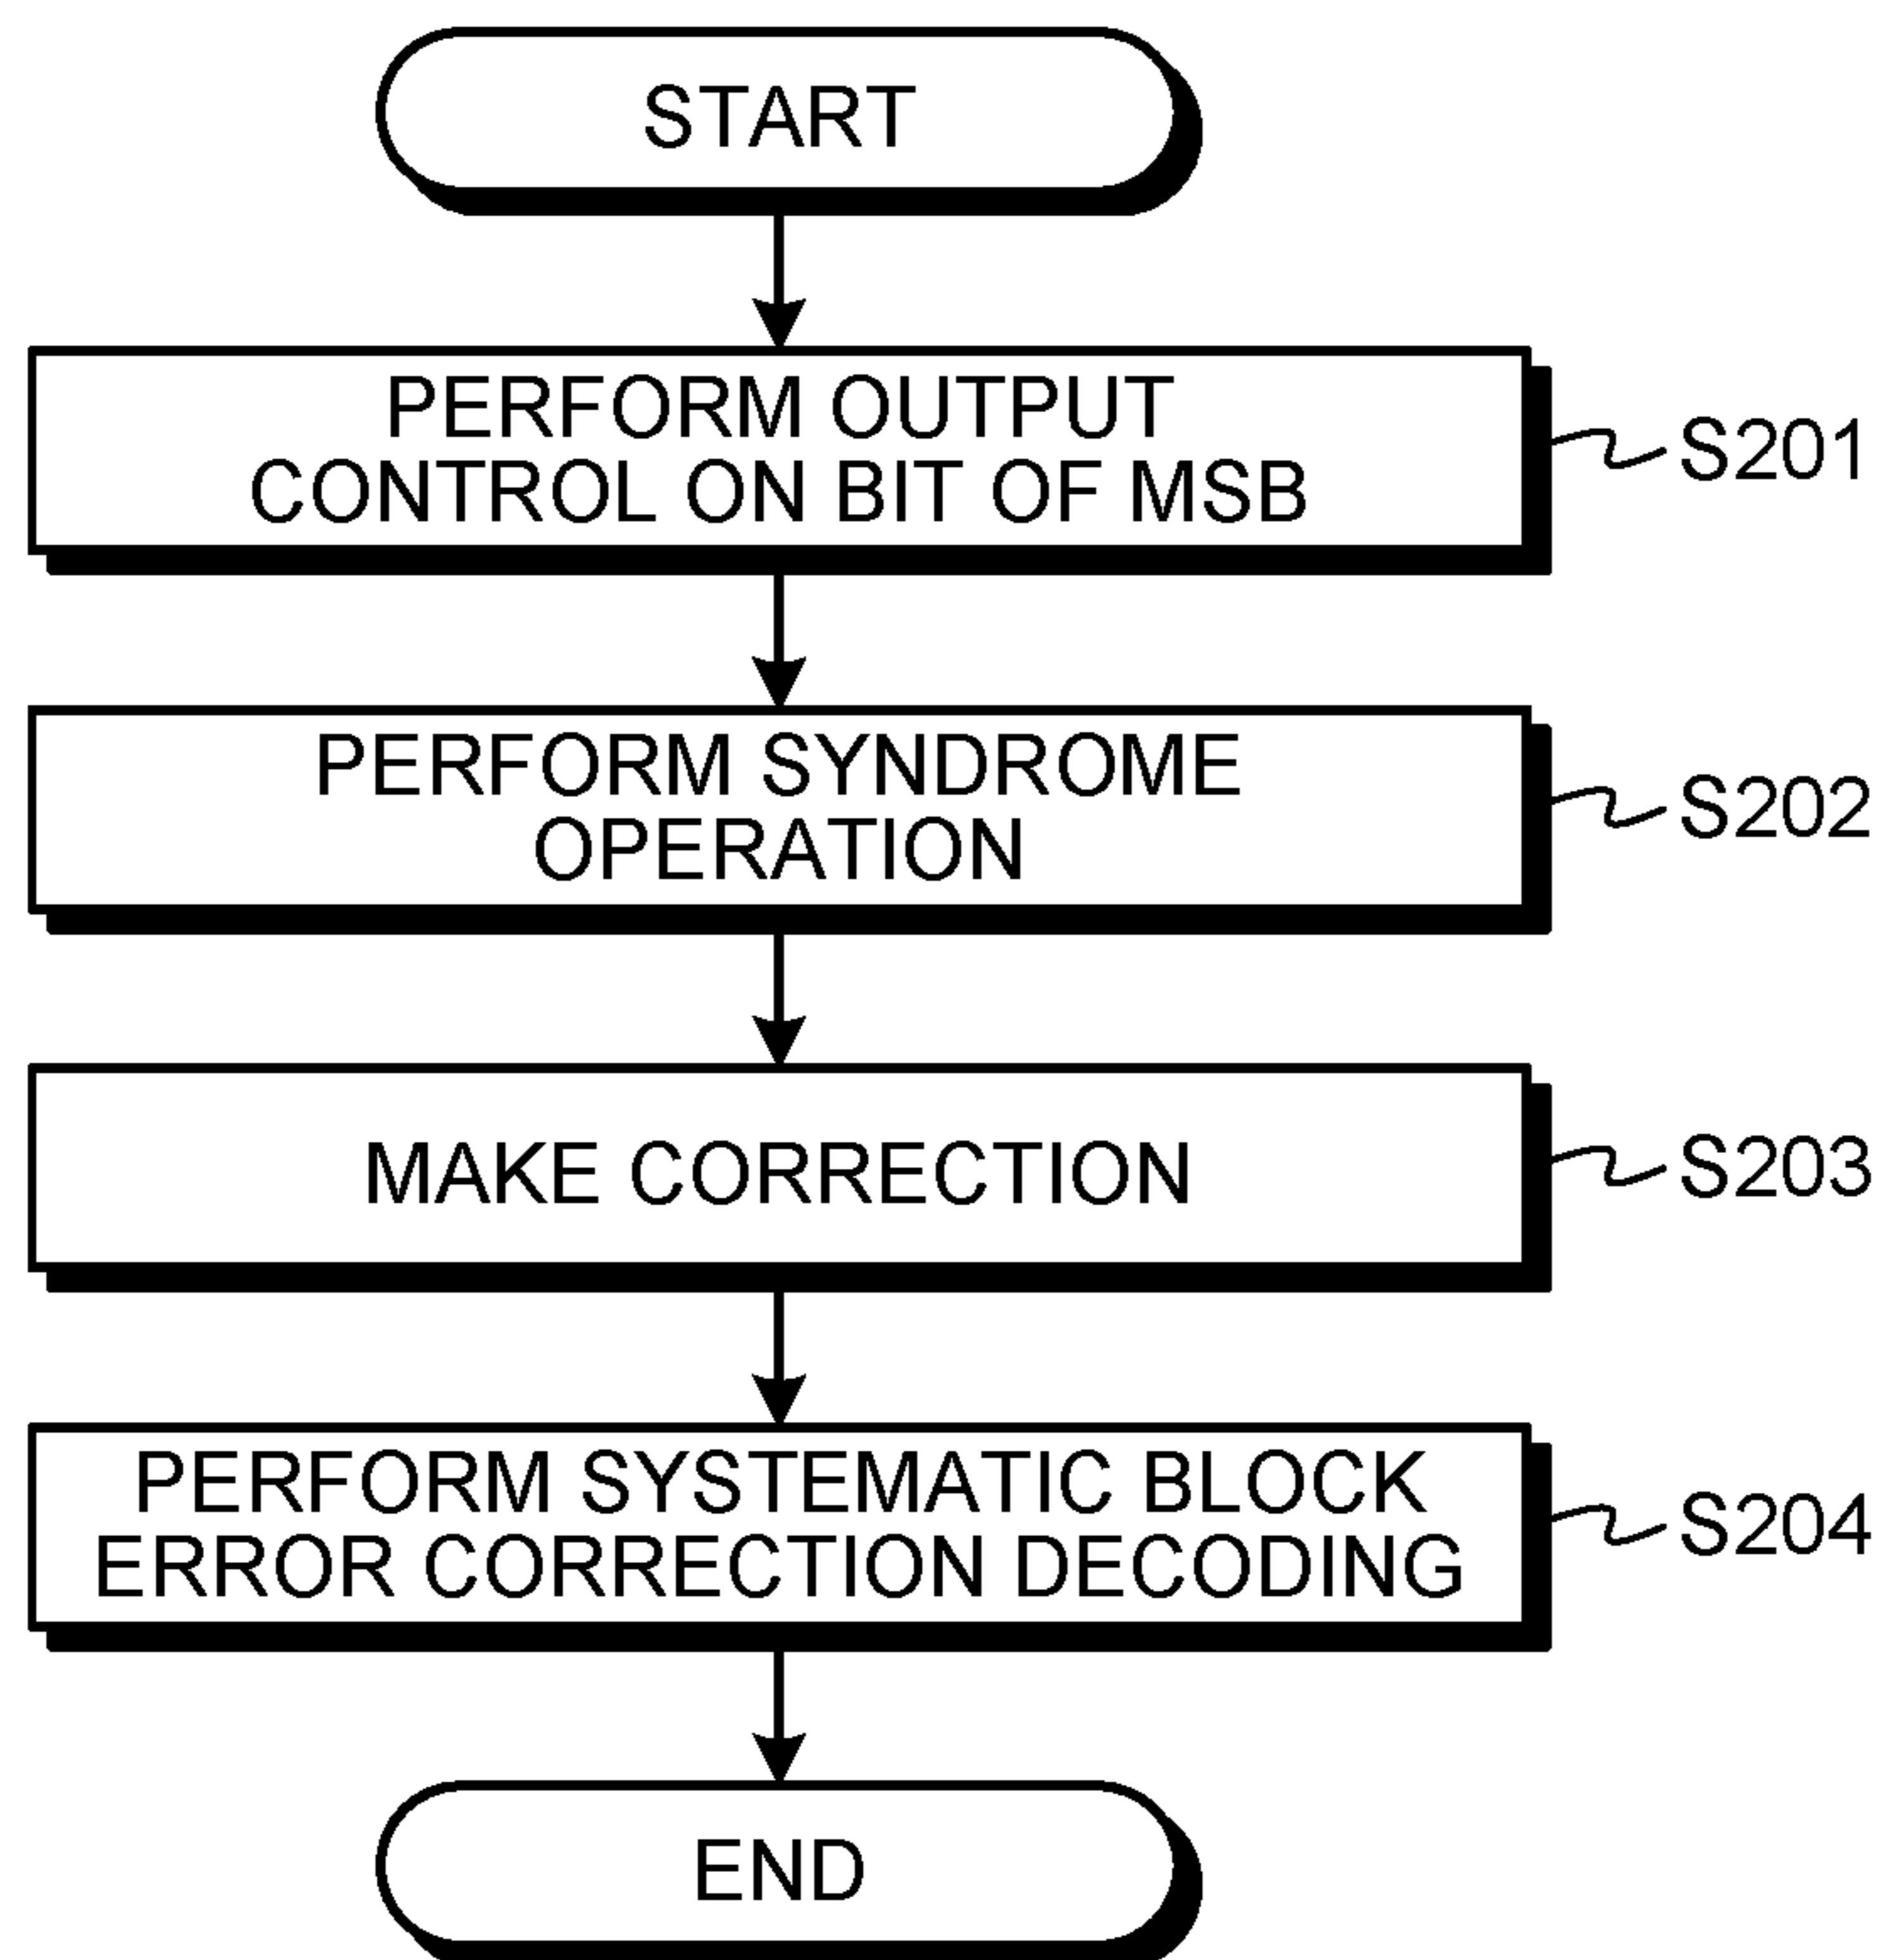 START
PERFORM OUTPUT
CONTROL ON BIT OF MSB
S201
PERFORM SYNDROME
OPERATION
S202
MAKE CORRECTION
S203
PERFORM SYSTEMATIC BLOCK
ERROR CORRECTION DECODING
S204
END